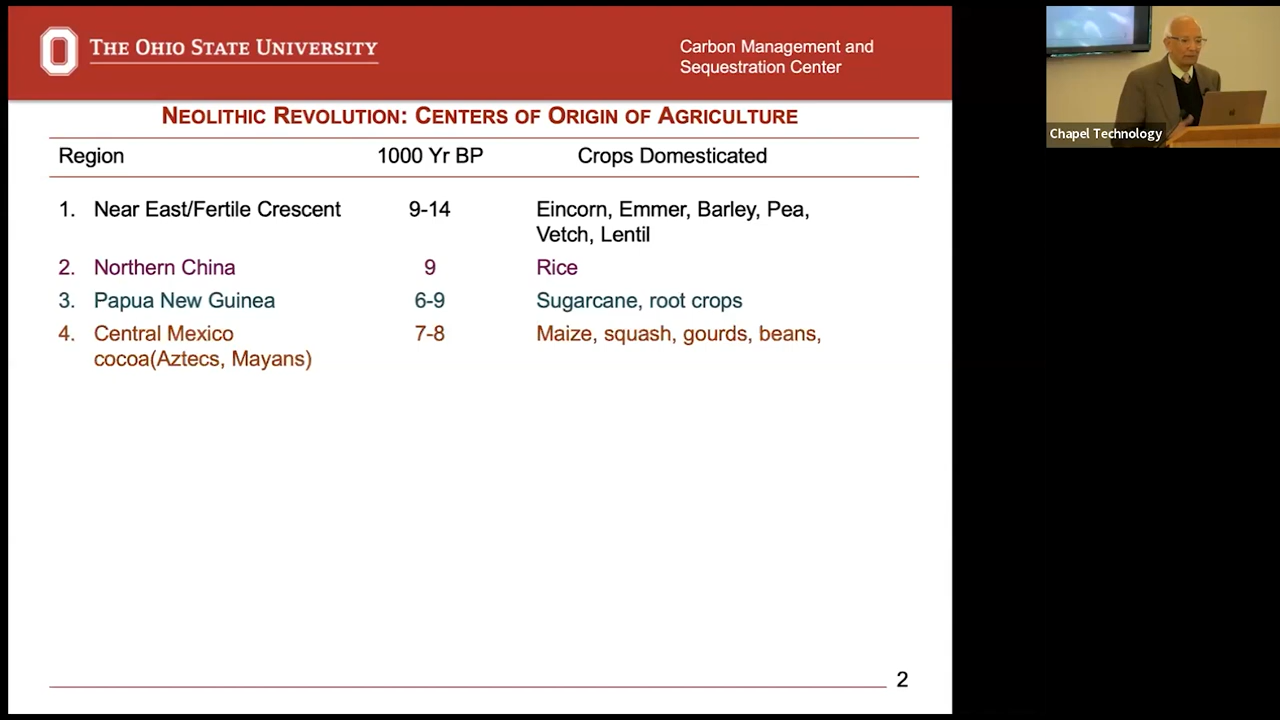 THE OHIO STATE UNIVERSITY
Carbon Management and
Sequestration Center
NEOLITHIC REVOLUTION: CENTERS OF ORIGIN OF AGRICULTURE
Region 1000 Yr BP Crops Domesticated
1. Near East/Fertile Crescent 9-14 Eincorn, Emmer, Barley, Pea,
Vetch, Lentil
2. Northern China 9 Rice
3. Papua New Guinea 6-9 Sugarcane, root crops
4. Central Mexico 7-8 Maize, squash, gourds, beans,
cocoa(Aztecs, Mayans)
2
Chapel Technology